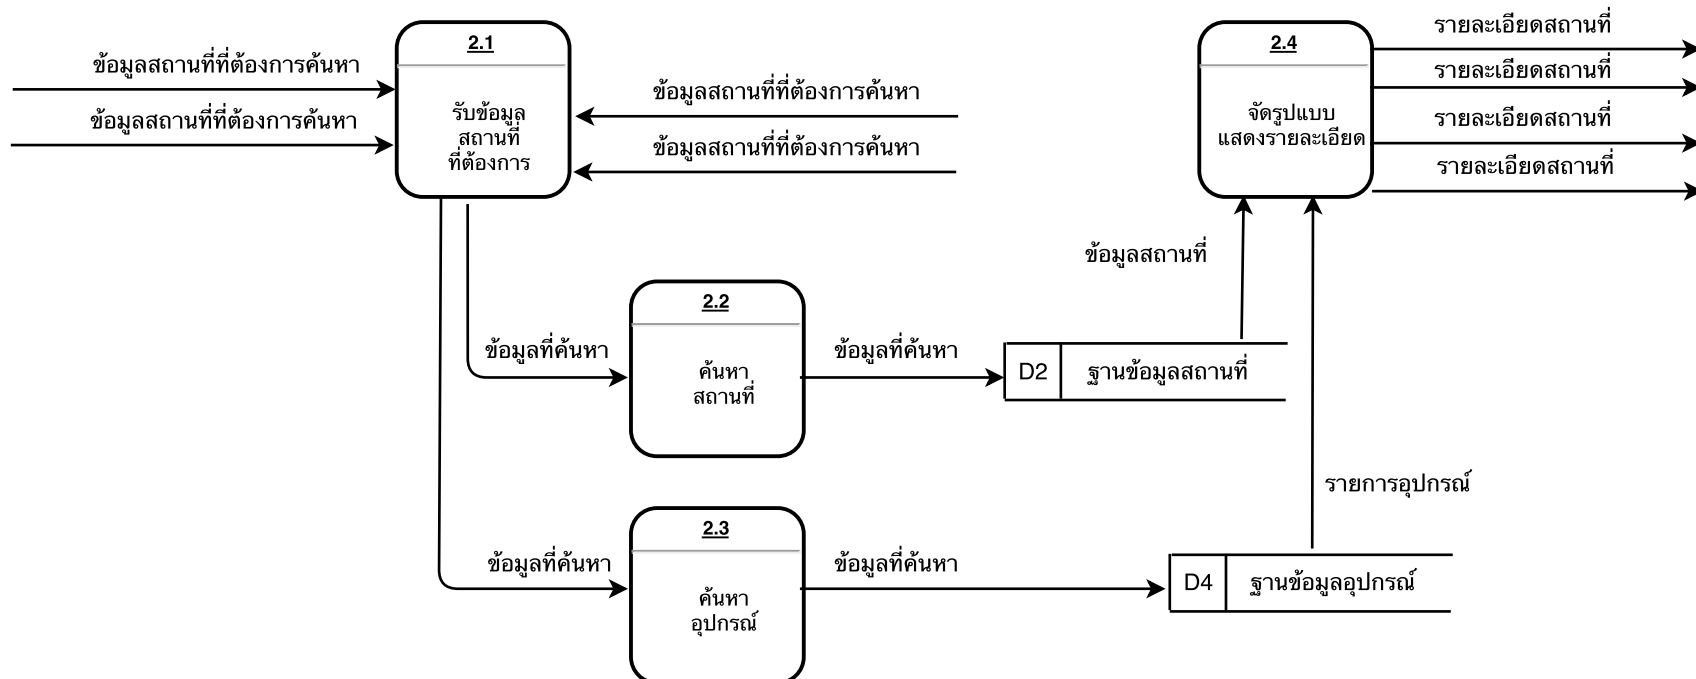 ข้อมูลสถานที่ที่ต้องการค้นหา
ข้อมูลสถานที่ที่ต้องการค้นหา
2.1
รับข้อมูล
สถานที่
ที่ต้องการ
ข้อมูลสถานที่ที่ต้องการค้นหา
ข้อมูลสถานที่ที่ต้องการค้นหา
2.4
จัดรูปแบบ
แสดงรายละเอียด
รายละเอียดสถานที่
รายละเอียดสถานที่
รายละเอียดสถานที่
รายละเอียดสถานที่
ข้อมูลสถานที่
ข้อมูลที่ค้นหา
2.2
ค้นหา
สถานที่
ข้อมูลที่ค้นหา
D2 ฐานข้อมูลสถานที่
รายการอุปกรณ์
ข้อมูลที่ค้นหา
2.3
ค้นหา
อุปกรณ์
ข้อมูลที่ค้นหา
D4 ฐานข้อมูลอุปกรณ์